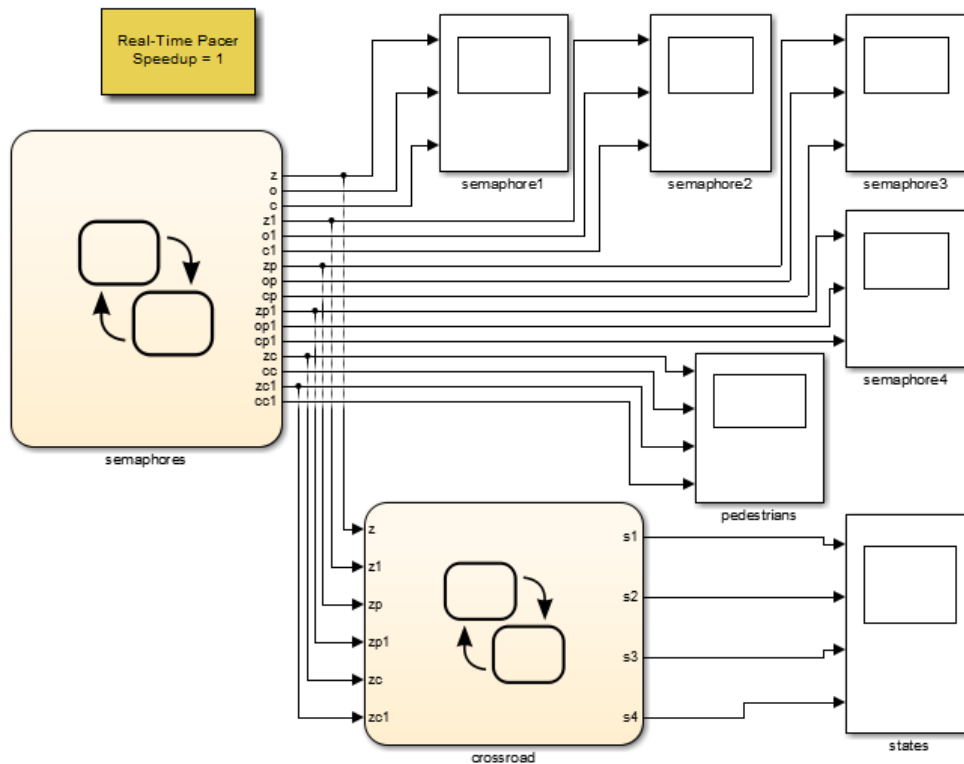 Real-Time Pacer
Speedup = 1
semaphore1
semaphore2
semaphore3
z
o
c
z1
o1
c1
zp
op
cp
zp1
op1
cp1
zc
cc
zc1
cc1
semaphores
semaphore4
pedestrians
z
z1
zp
zp1
zc
zc1
s1
s2
s3
s4
crossroad
states